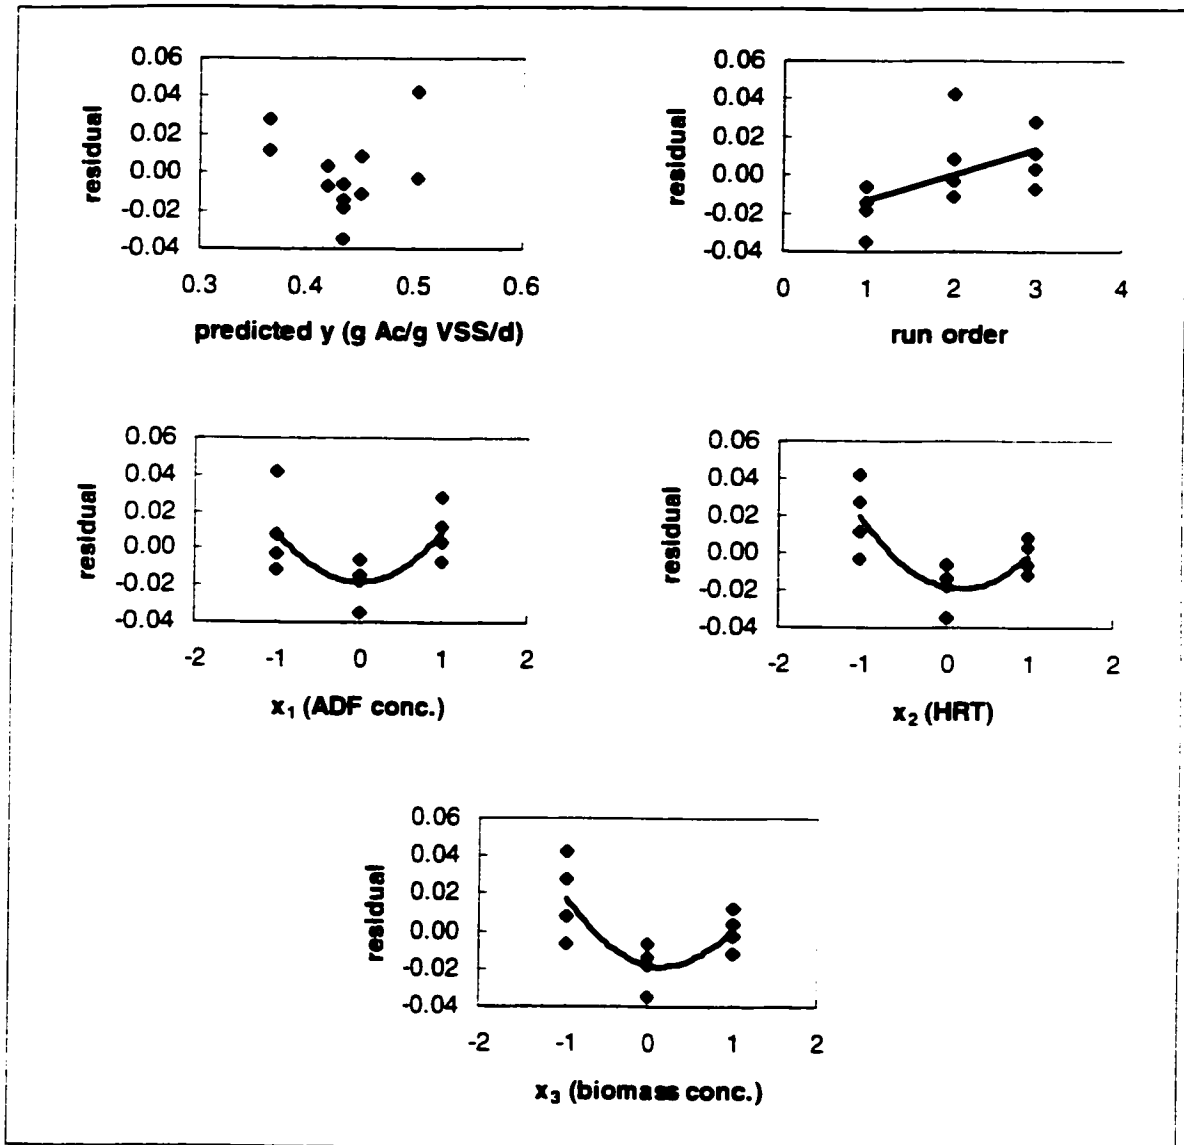 0.06
0.04
0.02
0.00
-0.02
-0.04
residual
0.3 0.4 0.5 0.6
predicted y (g Ac/g VSS/d)
0.06
0.04
0.02
0.00
-0.02
-0.04
residual
0 1 2 3 4
run order
0.06
0.04
0.02
0.00
-0.02
-0.04
residual
-2 -1 0 1 2
x₁ (ADF conc.)
0.06
0.04
0.02
0.00
-0.02
-0.04
residual
-2 -1 0 1 2
x₂ (HRT)
0.06
0.04
0.02
0.00
-0.02
-0.04
residual
-2 -1 0 1 2
x₃ (biomass conc.)